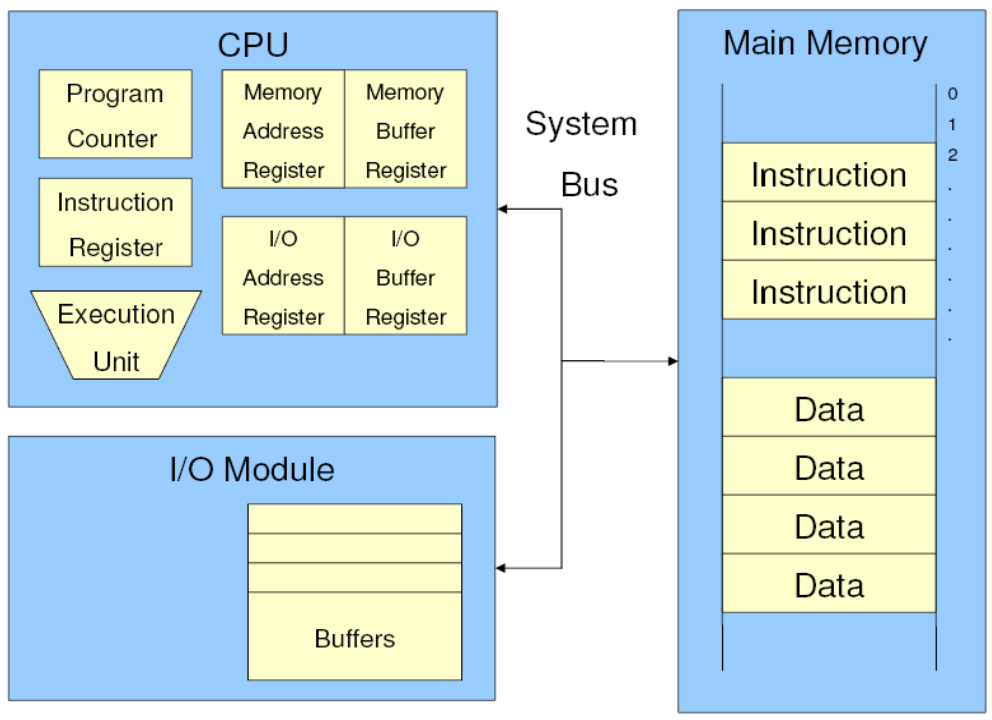 CPU
Program
Counter
Memory
Address
Register
Memory
Buffer
Register
Instruction
Register
I/O
Address
Register
I/O
Buffer
Register
Execution
Unit
System
Bus
I/O Module
Buffers
Main Memory
0
1
2
.
.
.
.
.
.
Instruction
Instruction
Instruction
Data
Data
Data
Data